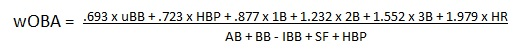 wOBA = .693 x uBB + .723 x HBP + .877 x 1B + 1.232 x 2B + 1.552 x 3B + 1.979 x HR
AB + BB - IBB + SF + HBP